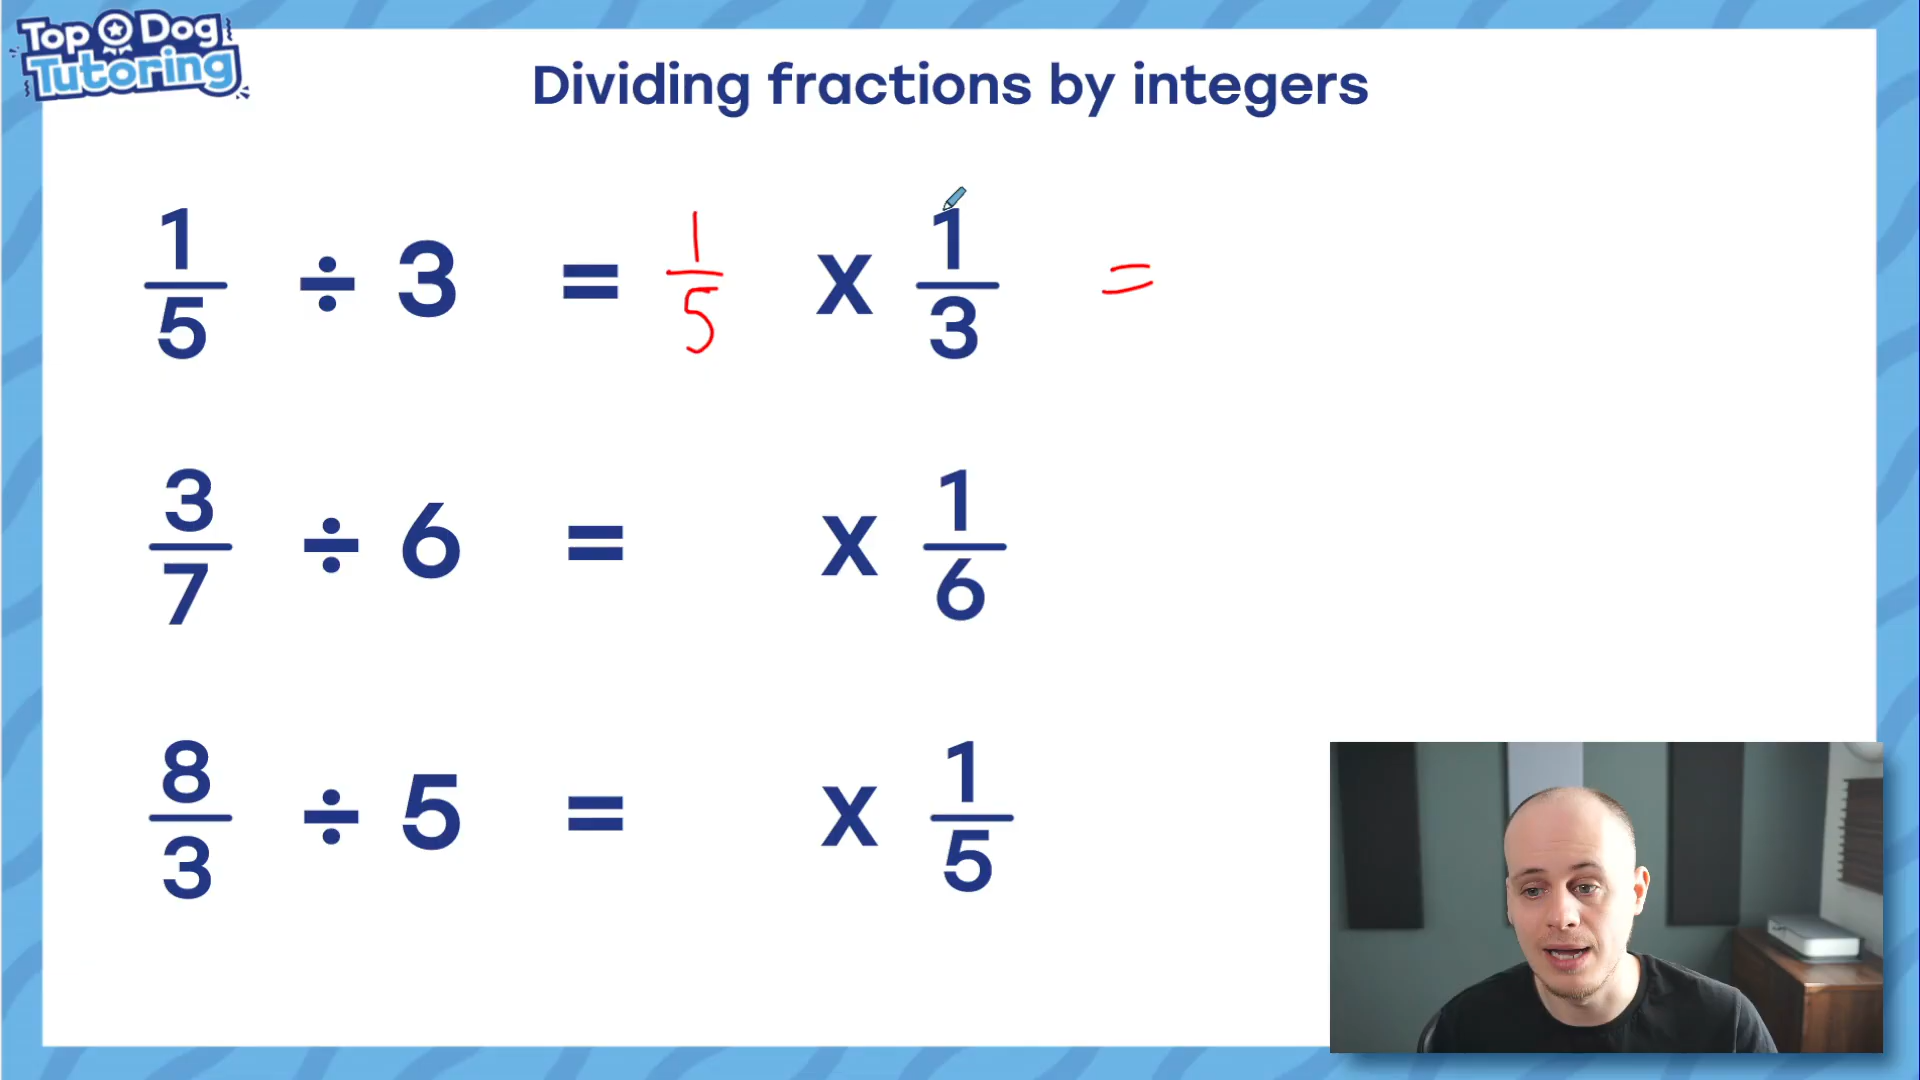 Top Dog
Tutoring
Dividing fractions by integers
1/5 ÷ 3 = 1/5 x 1/3 =
3/7 ÷ 6 = x 1/6
8/3 ÷ 5 = x 1/5